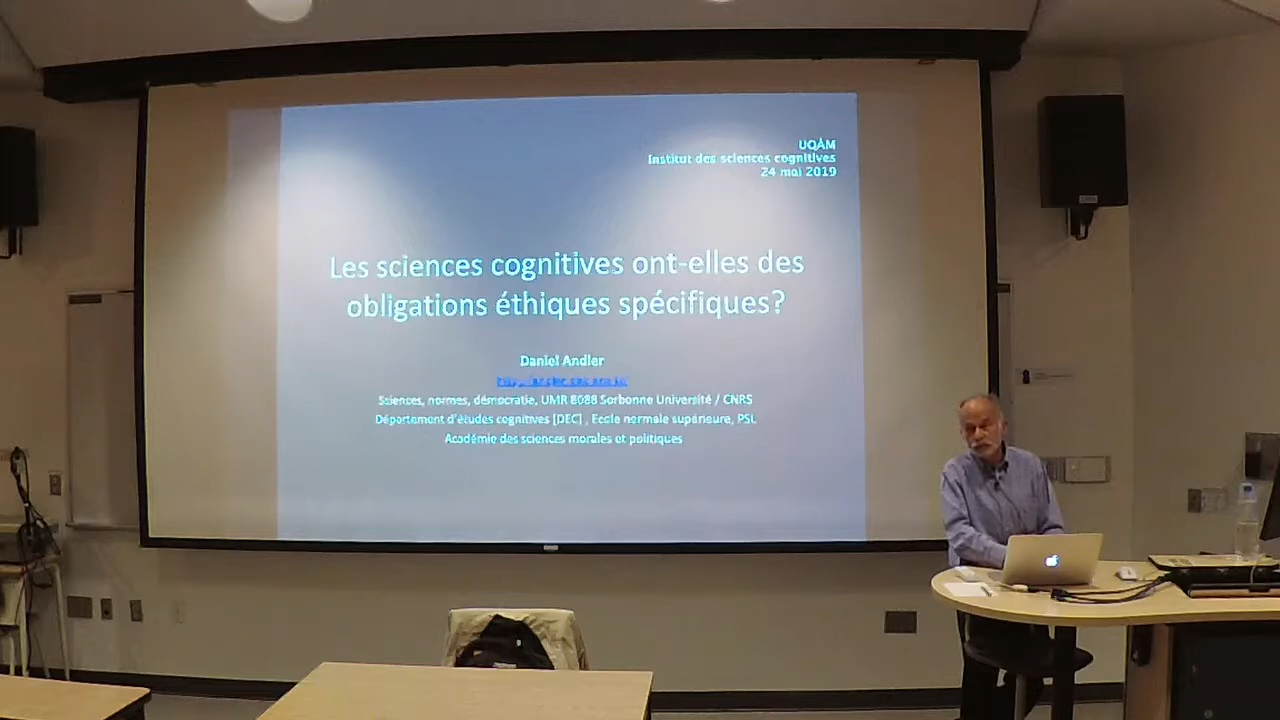 UQÀM
Institut des sciences cognitives
24 mai 2019
Les sciences cognitives ont-elles des
obligations éthiques spécifiques?
Daniel Andler
Sciences, normes, démocratie, UMR 8088 Sorbonne Université / CNRS
Département d'études cognitives [DEC] , Ecole normale supérieure, PSL
Académie des sciences morales et politiques